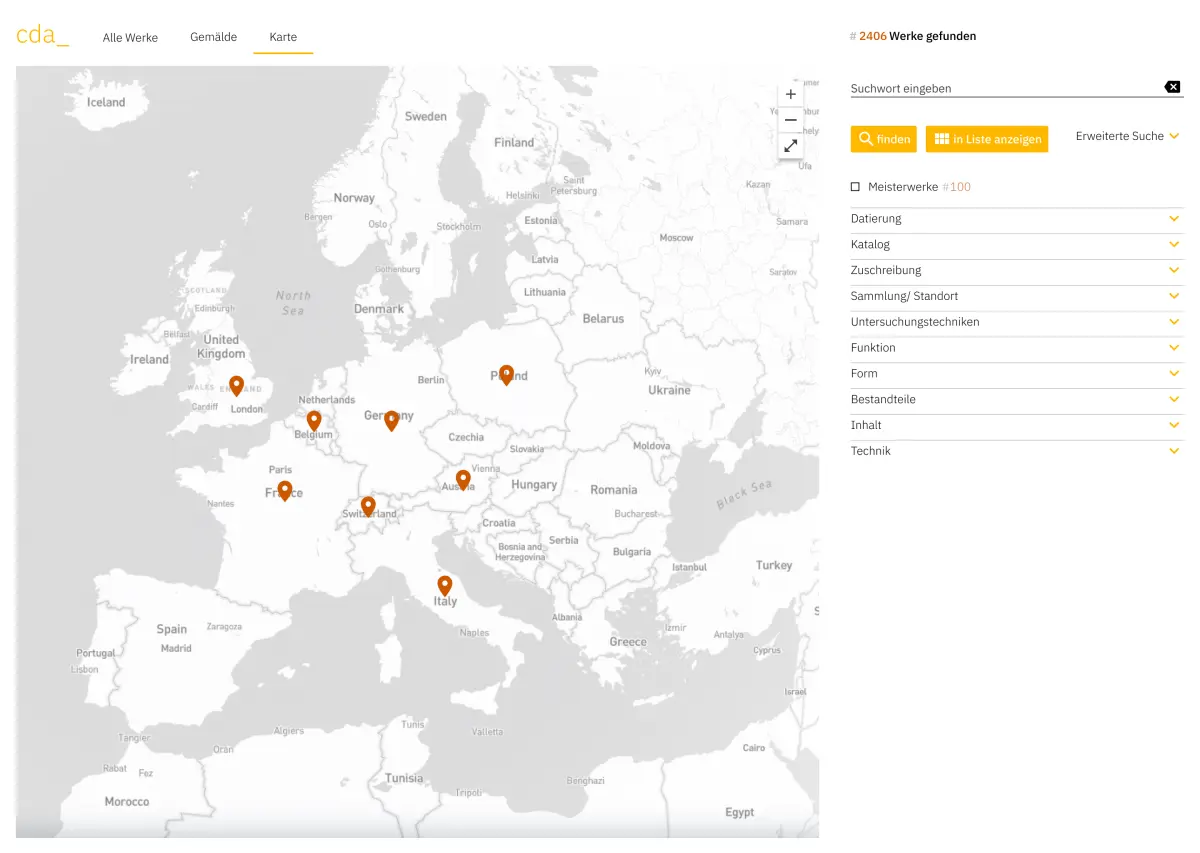 cda_
Alle Werke
Gemälde
Karte
# 2406 Werke gefunden
Suchwort eingeben
finden
in Liste anzeigen
Erweiterte Suche
Meisterwerke #100
Datierung
Katalog
Zuschreibung
Sammlung/ Standort
Untersuchungstechniken
Funktion
Form
Bestandteile
Inhalt
Technik
Iceland
Sweden
Finland
Norway
Bergen
Oslo
Helsinki
Saint
Petersburg
Kazan
Ufa
Stockholm
Estonia
Samara
Moscow
Gothenburg
Latvia
Saratov
SCOTLAND
Edinburgh
North
Sea
Denmark
Lithuania
Belarus
Belfast
United
Kingdom
Ireland
WALES
Cardiff
London
Netherlands
Berlin
Kyiv
Ukraine
Belgium
Germany
Czechia
Slovakia
Moldova
Paris
France
Nantes
Vienna
Hungary
Romania
Black Sea
Switzerland
Croatia
Bucharest
Bosnia and
Herzegovina
Serbia
Bulgaria
Istanbul
Turkey
Italy
Albania
Spain
Zaragoza
Madrid
Naples
Izmir
Antalya
Greece
Cyprus
Portugal
Lisbon
Israel
Tangier
Algiers
Oran
Tunis
Valletta
Cairo
Rabat
Fez
Tunisia
Benghazi
Tripoli
Morocco
Egypt